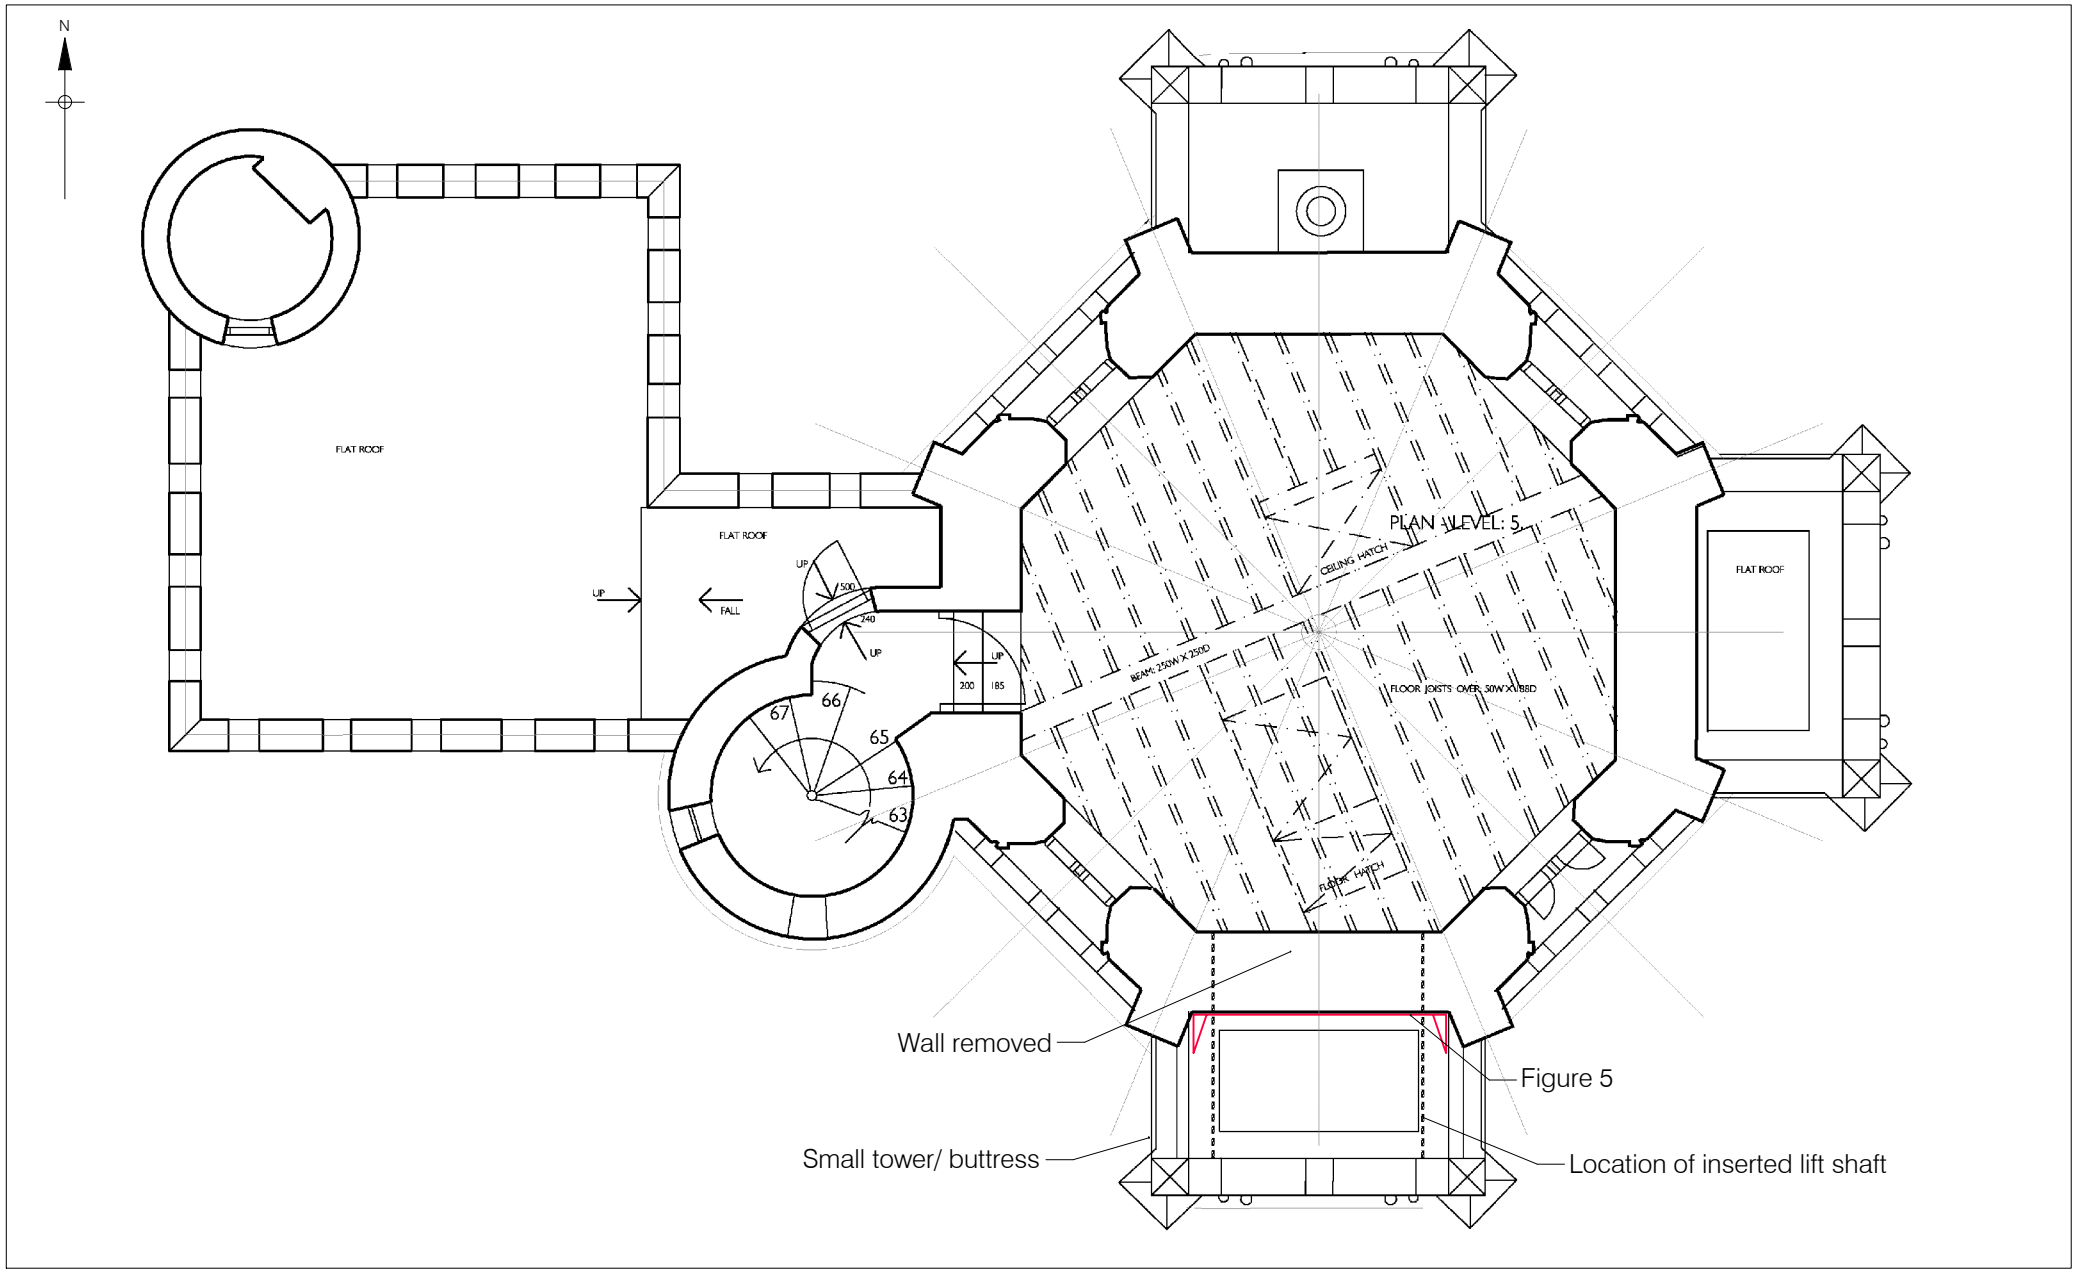 N
FLAT ROOF
FLAT ROOF
UP
500
UP
FALL
240
UP
UP
200
185
PLAN - LEVEL: 5.
CEILING HATCH
FLAT ROOF
BEAM: 250W X 250D
FLOOR JOISTS OVER: 50W X 188D
67
66
65
64
63
FLOOR HATCH
Wall removed
Figure 5
Small tower/ buttress
Location of inserted lift shaft